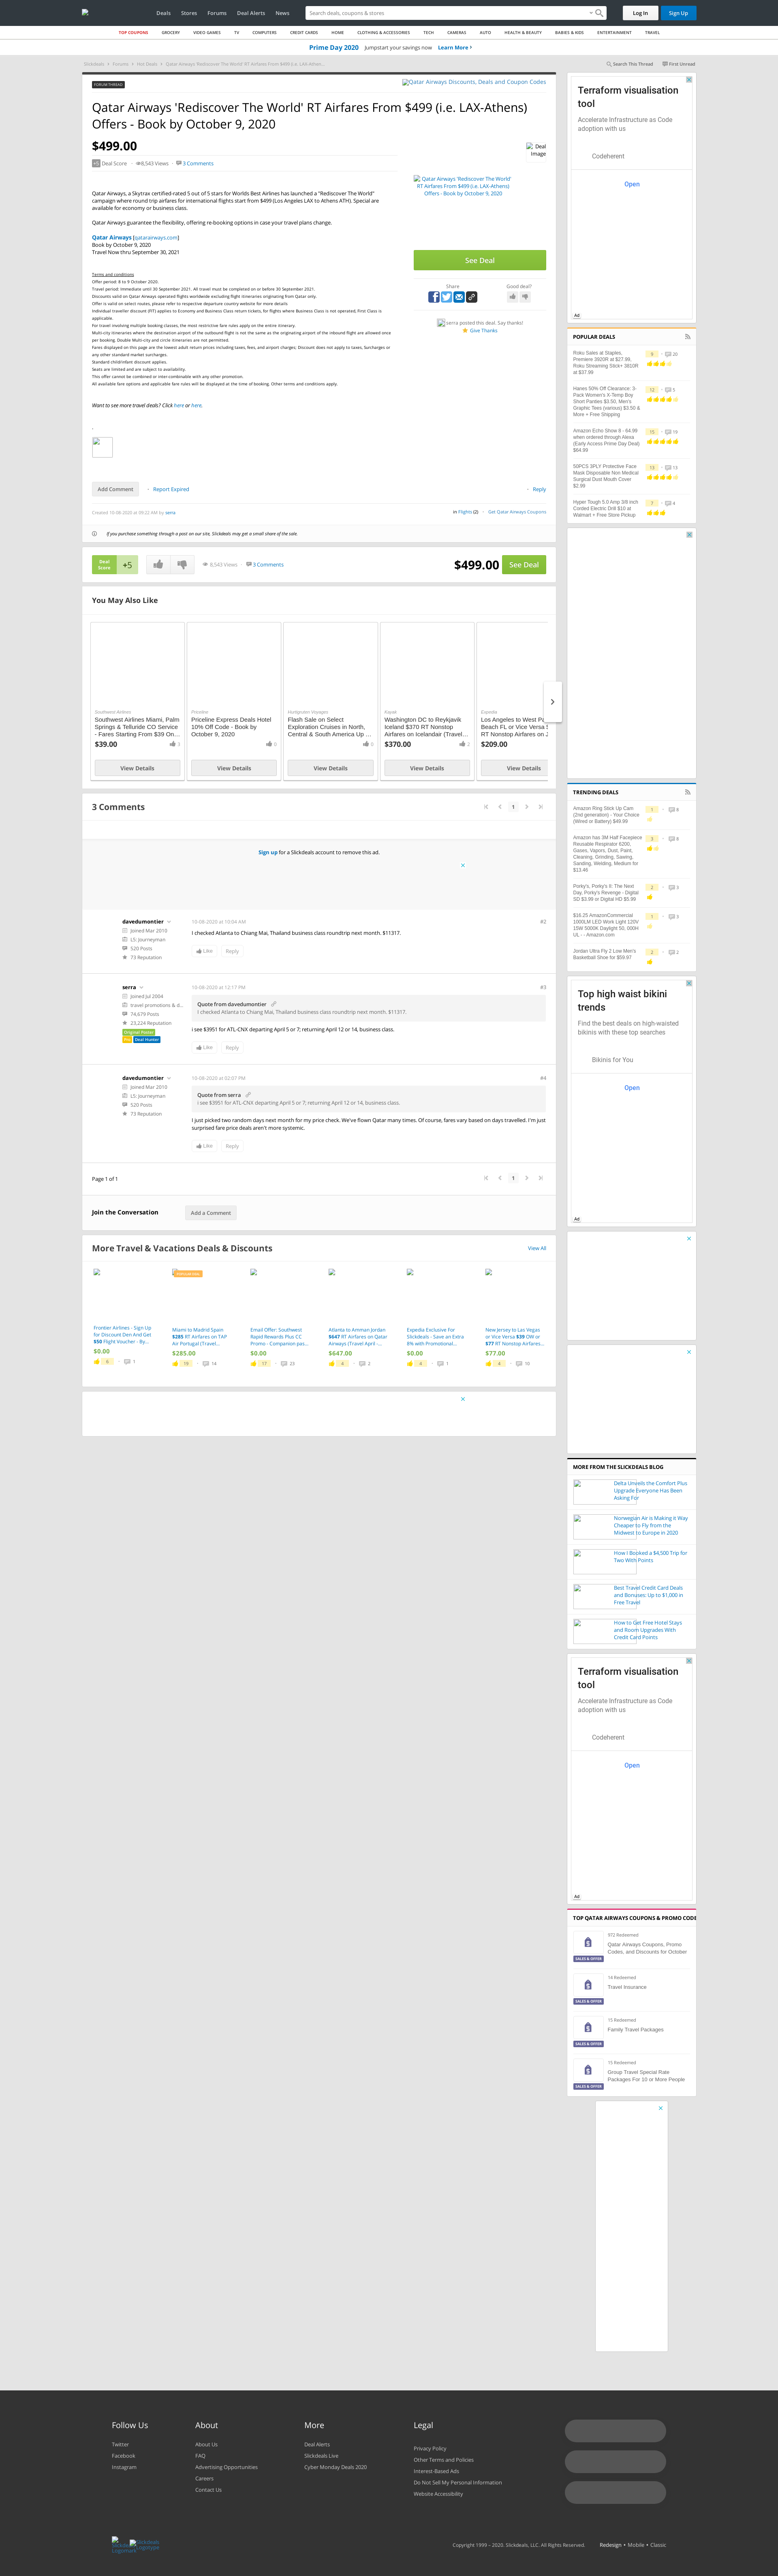 Deals Stores Forums Deal Alerts News
Search deals, coupons & stores
Log In Sign Up
TOP COUPONS GROCERY VIDEO GAMES TV COMPUTERS CREDIT CARDS HOME CLOTHING & ACCESSORIES TECH CAMERAS AUTO HEALTH & BEAUTY BABIES & KIDS ENTERTAINMENT TRAVEL
Prime Day 2020 Jumpstart your savings now Learn More
Slickdeals > Forums > Hot Deals > Qatar Airways 'Rediscover The World' RT Airfares From $499 (i.e. LAX-Athen...
Search This Thread First Unread
FORUM THREAD
Qatar Airways Discounts, Deals and Coupon Codes
Qatar Airways 'Rediscover The World' RT Airfares From $499 (i.e. LAX-Athens)
Offers - Book by October 9, 2020
$499.00
+5 Deal Score 8,543 Views 3 Comments
Deal
Image
Qatar Airways, a Skytrax certified-rated 5 out of 5 stars for Worlds Best Airlines has launched a "Rediscover The World"
campaign where round trip airfares for international flights start from $499 (Los Angeles LAX to Athens ATH). Special are
available for economy or business class.
Qatar Airways guarantee the flexibility, offering re-booking options in case your travel plans change.
Qatar Airways [qatarairways.com]
Book by October 9, 2020
Travel Now thru September 30, 2021
Terms and conditions
Offer period: 8 to 9 October 2020.
Travel period: Immediate until 30 September 2021. All travel must be completed on or before 30 September 2021.
Discounts valid on Qatar Airways operated flights worldwide excluding flight itineraries originating from Qatar only.
Offer is valid on select routes, please refer to respective departure country website for more details
Individual traveller discount (FIT) applies to Economy and Business Class return tickets, for flights where Business Class is not operated, First Class is
applicable.
For travel involving multiple booking classes, the most restrictive fare rules apply on the entire itinerary.
Multi-city itineraries where the destination airport of the outbound flight is not the same as the originating airport of the inbound flight are allowed once
per booking. Double Multi-city and circle itineraries are not permitted.
Fares displayed on this page are the lowest adult return prices including taxes, fees, and airport charges; Discount does not apply to taxes, surcharges or
any other standard market surcharges.
Standard child/infant discount applies.
Seats are limited and are subject to availability.
This offer cannot be combined or inter-combinable with any other promotion.
All available fare options and applicable fare rules will be displayed at the time of booking. Other terms and conditions apply.
Want to see more travel deals? Click here or here.
.
Qatar Airways 'Rediscover The World'
RT Airfares From $499 (i.e. LAX-Athens)
Offers - Book by October 9, 2020
See Deal
Share Good deal?
serra posted this deal. Say thanks!
Give Thanks
Add Comment Report Expired Reply
Created 10-08-2020 at 09:22 AM by serra
in Flights (2) Get Qatar Airways Coupons
If you purchase something through a post on our site, Slickdeals may get a small share of the sale.
Deal
Score
+5
8,543 Views 3 Comments
$499.00 See Deal
You May Also Like
Southwest Airlines
Southwest Airlines Miami, Palm
Springs & Telluride CO Service
- Fares Starting From $39 On...
$39.00 3
View Details
Priceline
Priceline Express Deals Hotel
10% Off Code - Book by
October 9, 2020
0
View Details
Hurtigruten Voyages
Flash Sale on Select
Exploration Cruises in North,
Central & South America Up ...
5
View Details
Kayak
Washington DC to Reykjavik
Iceland $370 RT Nonstop
Airfares on Icelandair (Travel...
$370.00 2
View Details
Expedia
Los Angeles to West Pa
Beach FL or Vice Versa $
RT Nonstop Airfares on J
$209.00
View Details
3 Comments
1
Sign up for a Slickdeals account to remove this ad.
davedumontier
Joined Mar 2010
L5: Journeyman
520 Posts
73 Reputation
10-08-2020 at 10:04 AM #2
I checked Atlanta to Chiang Mai, Thailand business class roundtrip next month. $11317.
Like Reply
serra
Joined Jul 2004
travel promotions & d...
74,679 Posts
23,224 Reputation
Original Poster
Pro Deal Hunter
10-08-2020 at 12:17 PM #3
Quote from davedumontier
I checked Atlanta to Chiang Mai, Thailand business class roundtrip next month. $11317.
i see $3951 for ATL-CNX departing April 5 or 7; returning April 12 or 14, business class.
Like Reply
davedumontier
Joined Mar 2010
L5: Journeyman
520 Posts
73 Reputation
10-08-2020 at 02:07 PM #4
Quote from serra
i see $3951 for ATL-CNX departing April 5 or 7; returning April 12 or 14, business class.
I just picked two random days next month for my price check. We've flown Qatar many times. Of course, fares vary based on days travelled. I'm just
surprised fare price diffs aren't more systemic.
Like Reply
Page 1 of 1
1
Join the Conversation Add a Comment
More Travel & Vacations Deals & Discounts View All
Frontier Airlines - Sign Up
for Discount Den And Get
$50 Flight Voucher - By...
$0.00
6 1
Miami to Madrid Spain
$285 RT Airfares on TAP
Air Portugal (Travel...
$285.00
19 14
Email Offer: Southwest
Rapid Rewards Plus CC
Promo - Companion pas...
$0.00
17 23
Atlanta to Amman Jordan
$647 RT Airfares on Qatar
Airways (Travel April -...
$647.00
4 2
Expedia Exclusive For
Slickdeals - Save an Extra
8% with Promotional...
$0.00
4 1
New Jersey to Las Vegas
or Vice Versa $39 OW or
$77 RT Nonstop Airfares...
$77.00
4 10
Terraform visualisation
tool
Accelerate Infrastructure as Code
adoption with us
Codeherent
Open
Ad
POPULAR DEALS
Roku Sales at Staples,
Premiere 3920R at $27.99,
Roku Streaming Stick+ 3810R
at $37.99
9 20
Hanes 50% Off Clearance: 3-
Pack Women's X-Temp Boy
Short Panties $3.50, Men's
Graphic Tees (various) $3.50 &
More + Free Shipping
12 5
Amazon Echo Show 8 - 64.99
when ordered through Alexa
(Early Access Prime Day Deal)
$64.99
15 19
50PCS 3PLY Protective Face
Mask Disposable Non Medical
Surgical Dust Mouth Cover
$2.99
13 13
Hyper Tough 5.0 Amp 3/8 inch
Corded Electric Drill $10 at
Walmart + Free Store Pickup
7 4
TRENDING DEALS
Amazon Ring Stick Up Cam
(2nd generation) - Your Choice
(Wired or Battery) $49.99
1 8
Amazon has 3M Half Facepiece
Reusable Respirator 6200,
Gases, Vapors, Dust, Paint,
Cleaning, Grinding, Sawing,
Sanding, Welding, Medium for
$13.46
3 8
Porky's, Porky's II: The Next
Day, Porky's Revenge - Digital
SD $3.99 or Digital HD $5.99
2 3
$16.25 AmazonCommercial
1000LM LED Work Light 120V
15W 5000K Daylight 50, 000H
UL - - Amazon.com
1 3
Jordan Ultra Fly 2 Low Men's
Basketball Shoe for $59.97
2 2
Top high waist bikini
trends
Find the best deals on high-waisted
bikinis with these top searches
Bikinis for You
Open
Ad
MORE FROM THE SLICKDEALS BLOG
Delta Unveils the Comfort Plus
Upgrade Everyone Has Been
Asking For
Norwegian Air is Making it Way
Cheaper to Fly from the
Midwest to Europe in 2020
How I Booked a $4,500 Trip for
Two With Points
Best Travel Credit Card Deals
and Bonuses: Up to $1,000 in
Free Travel
How to Get Free Hotel Stays
and Room Upgrades With
Credit Card Points
Terraform visualisation
tool
Accelerate Infrastructure as Code
adoption with us
Codeherent
Open
Ad
TOP QATAR AIRWAYS COUPONS & PROMO CODE
972 Redeemed
Qatar Airways Coupons, Promo
Codes, and Discounts for October
SALES & OFFER
14 Redeemed
Travel Insurance
SALES & OFFER
15 Redeemed
Family Travel Packages
SALES & OFFER
15 Redeemed
Group Travel Special Rate
Packages For 10 or More People
SALES & OFFER
Follow Us
Twitter
Facebook
Instagram
About
About Us
FAQ
Advertising Opportunities
Careers
Contact Us
More
Deal Alerts
Slickdeals Live
Cyber Monday Deals 2020
Legal
Privacy Policy
Other Terms and Policies
Interest-Based Ads
Do Not Sell My Personal Information
Website Accessibility
Copyright 1999 – 2020. Slickdeals, LLC. All Rights Reserved. Redesign • Mobile • Classic